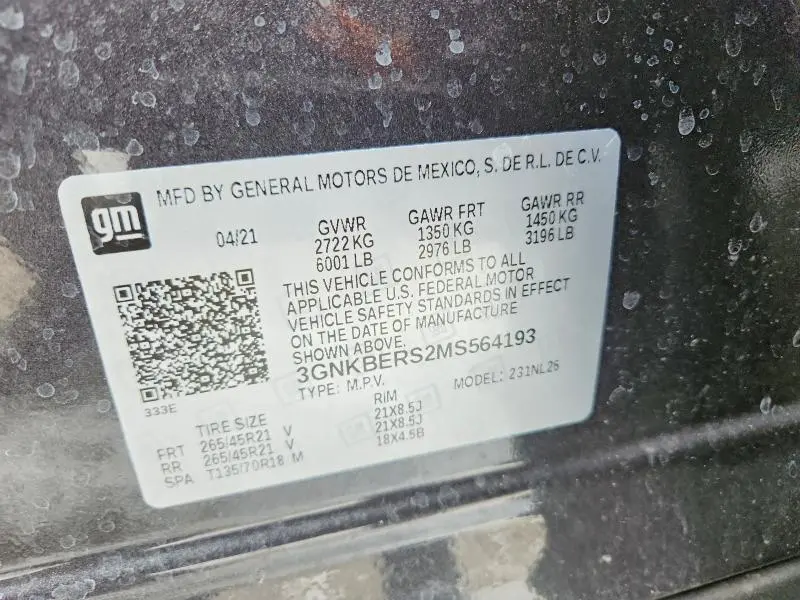 gm
MFD BY GENERAL MOTORS DE MEXICO, S. DE R.L. DE C.V.
04/21
GVWR
2722 KG
6001 LB
GAWR FRT
1350 KG
2976 LB
GAWR RR
1450 KG
3196 LB
THIS VEHICLE CONFORMS TO ALL
APPLICABLE U.S. FEDERAL MOTOR
VEHICLE SAFETY STANDARDS IN EFFECT
ON THE DATE OF MANUFACTURE
SHOWN ABOVE.
3GNKBERS2MS564193
TYPE: M.P.V. MODEL: 231NL26
333E
TIRE SIZE RIM
FRT 265/45R21 V 21X8.5J
RR 265/45R21 V 21X8.5J
SPA T135/70R18 M 18X4.5B